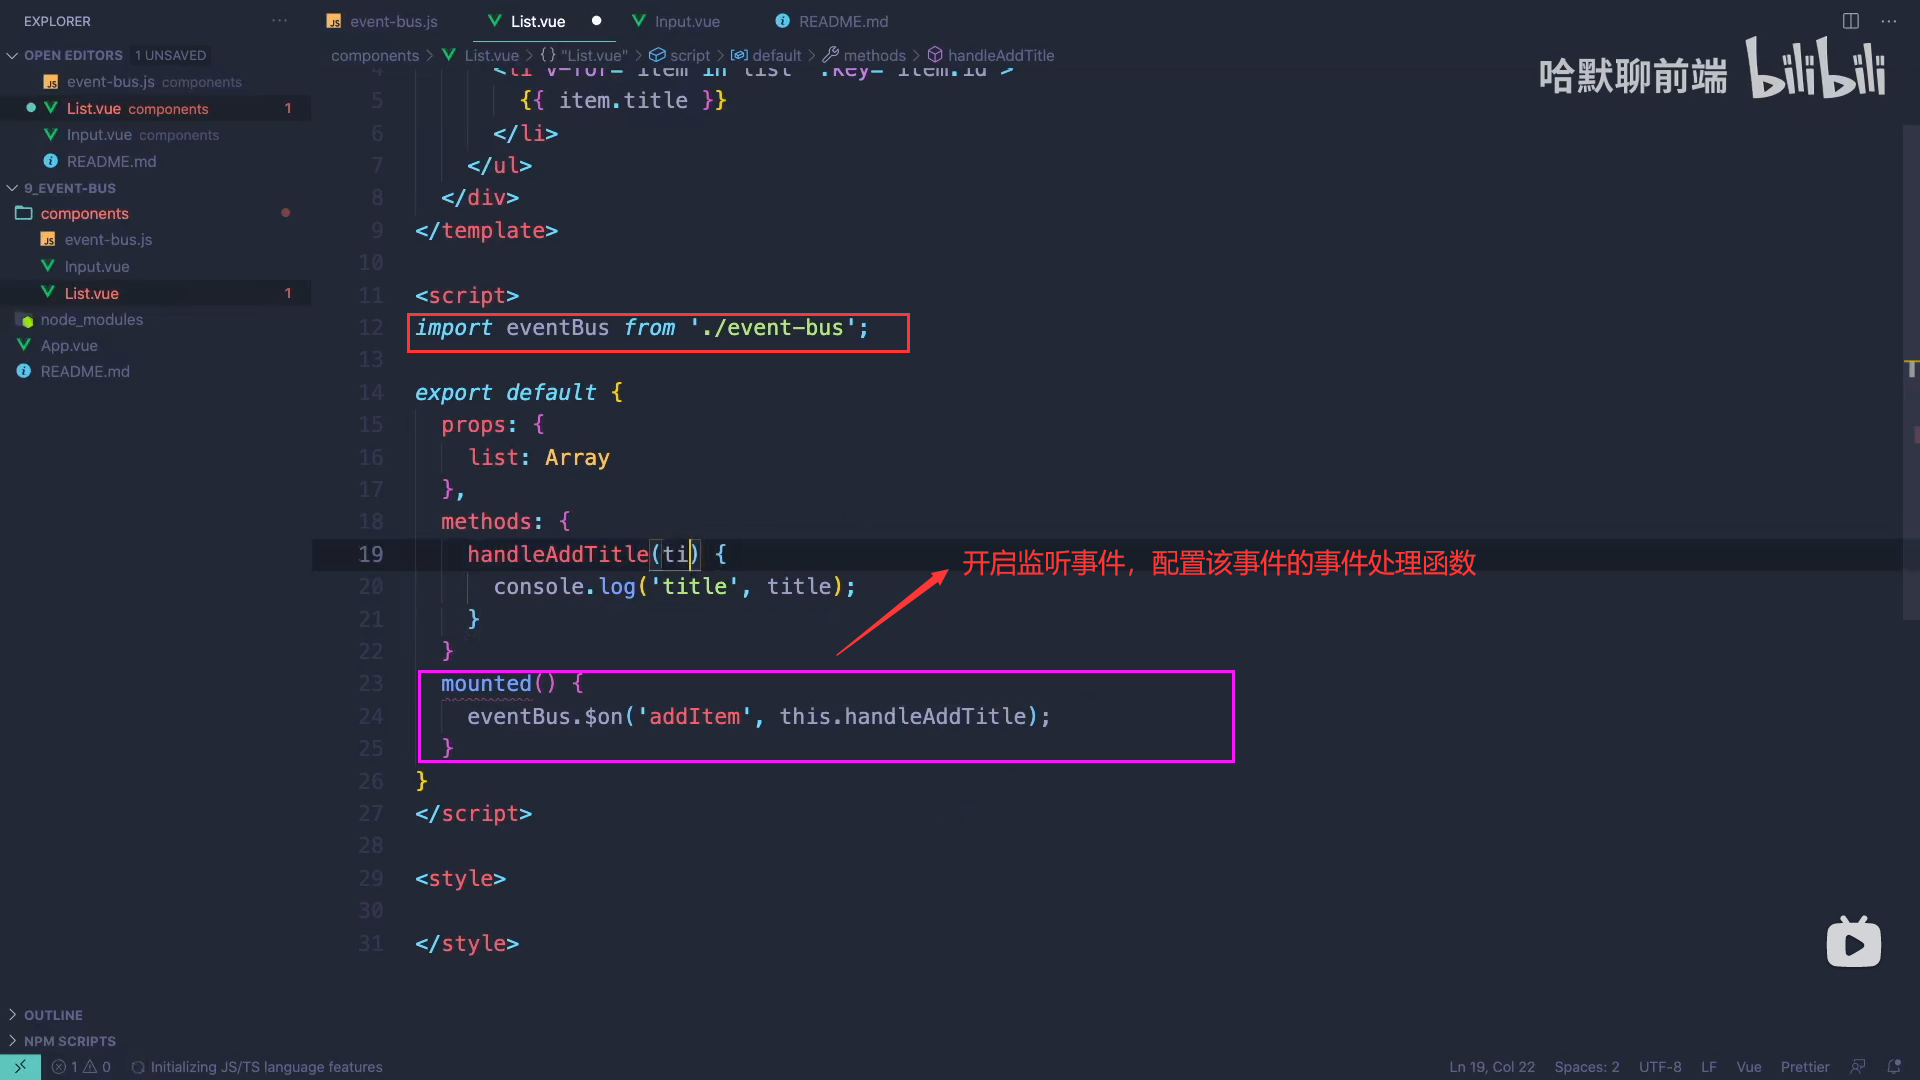 EXPLORER
event-bus.js
List.vue
Input.vue
README.md
OPEN EDITORS 1 UNSAVED
event-bus.js components
List.vue components 1
Input.vue components
README.md
9_EVENT-BUS
components
event-bus.js
Input.vue
List.vue 1
node_modules
App.vue
README.md
OUTLINE
NPM SCRIPTS
components > List.vue > {} "List.vue" > script > default > methods > handleAddTitle
哈默聊前端 bilibili
4 <li v-for="item in list" :key="item.id">
5 {{ item.title }}
6 </li>
7 </ul>
8 </div>
9 </template>
10
11 <script>
12 import eventBus from './event-bus';
13
14 export default {
15 props: {
16 list: Array
17 },
18 methods: {
19 handleAddTitle(ti) {
开启监听事件，配置该事件的事件处理函数
20 console.log('title', title);
21 }
22 }
23 mounted() {
24 eventBus.$on('addItem', this.handleAddTitle);
25 }
26 }
27 </script>
28
29 <style>
30
31 </style>
1 0 Initializing JS/TS language features
Ln 19, Col 22 Spaces: 2 UTF-8 LF Vue Prettier